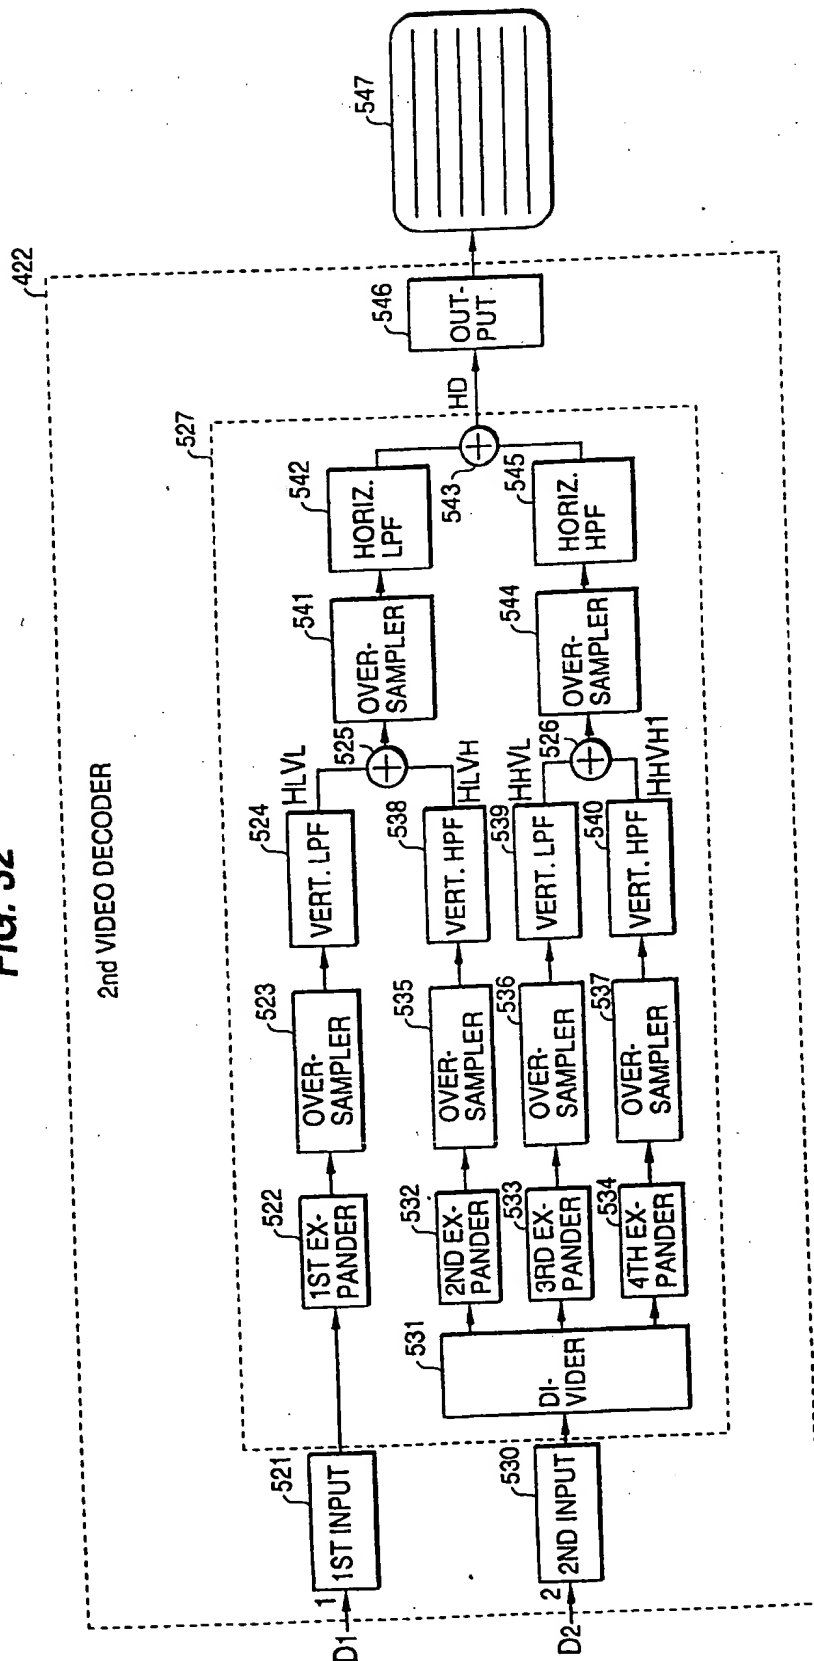 FIG. 52
2nd VIDEO DECODER
422
527
D1
1
1ST INPUT
521
1ST EX-
PANDER
522
OVER-
SAMPLER
523
VERT. LPF
524
HLVL
525
OVER-
SAMPLER
541
HORIZ.
LPF
542
D2
2
2ND INPUT
530
DI-
VIDER
531
2ND EX-
PANDER
532
OVER-
SAMPLER
535
VERT. HPF
538
HLVH
3RD EX-
PANDER
533
OVER-
SAMPLER
536
VERT. LPF
539
HHVL
526
4TH EX-
PANDER
534
OVER-
SAMPLER
537
VERT. HPF
540
HHVH1
OVER-
SAMPLER
544
HORIZ.
HPF
545
543
HD
OUT-
PUT
546
547